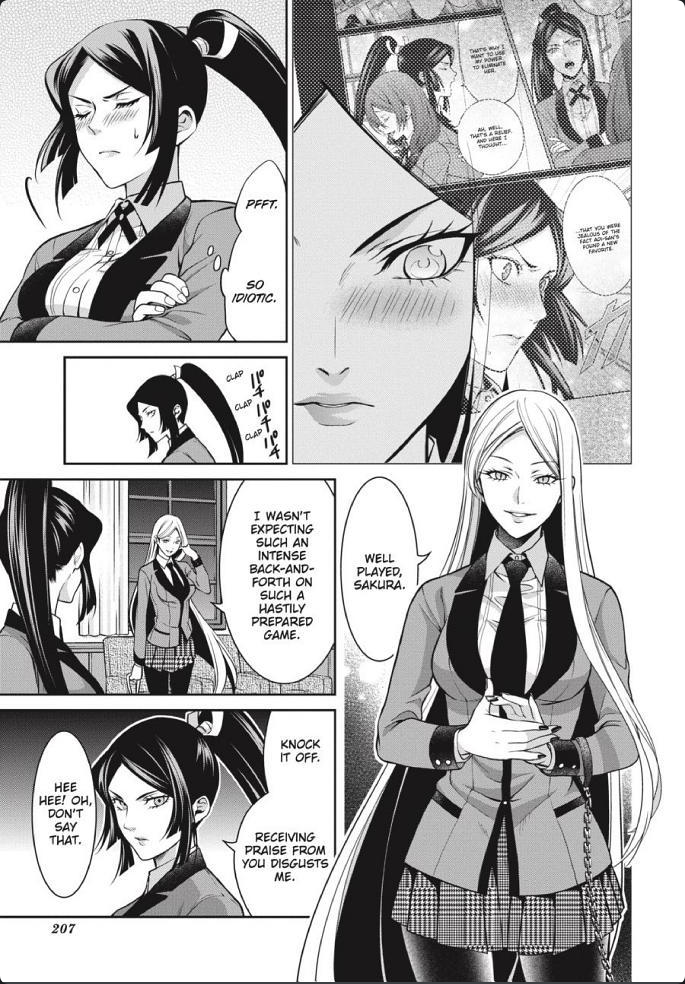 THAT'S WHY I
WANT TO USE
MY POWER
TO ELIMINATE
HER.
AH, WELL,
THAT'S A RELIEF.
AND HERE I
THOUGHT...
...THAT YOU WERE
JEALOUS OF THE
FACT AOI-SAN'S
FOUND A NEW
FAVORITE.
PFFT.
SO
IDIOTIC.
CLAP
パチ
CLAP
パチ
CLAP
パチ
WELL
PLAYED,
SAKURA.
I WASN'T
EXPECTING
SUCH AN
INTENSE
BACK-AND-
FORTH ON
SUCH A
HASTILY
PREPARED
GAME.
KNOCK
IT OFF.
RECEIVING
PRAISE FROM
YOU DISGUSTS
ME.
HEE
HEE! OH,
DON'T
SAY
THAT.
207